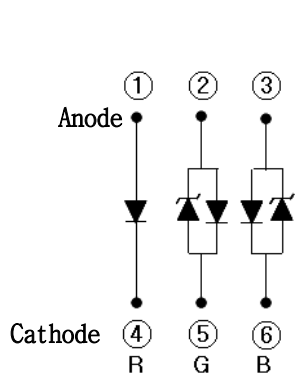 ① ② ③
Anode
Cathode ④ ⑤ ⑥
R G B